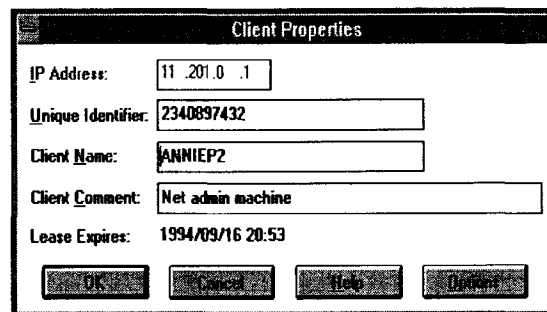 Client Properties
IP Address: 11 .201.0 .1
Unique Identifier: 2340897432
Client Name: ANNIEP2
Client Comment: Net admin machine
Lease Expires: 1994/09/16 20:53
OK Cancel Help Options